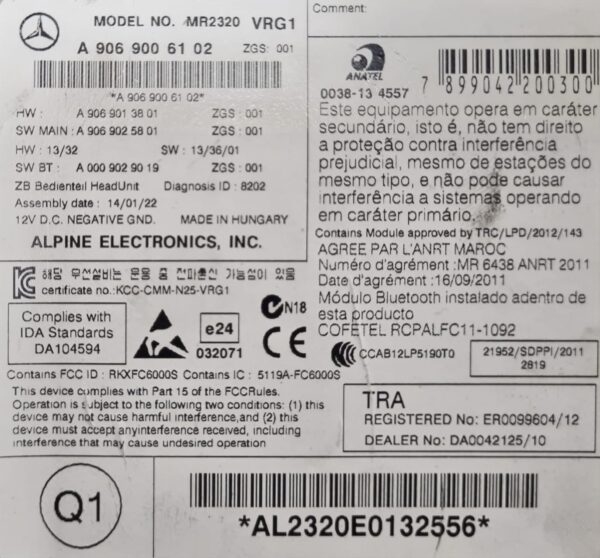 MODEL NO. MR2320 VRG1
A 906 900 61 02 ZGS: 001
*A 906 900 61 02*
HW : A 906 901 38 01 ZGS : 001
SW MAIN : A 906 902 58 01 ZGS : 001
HW : 13/32 SW : 13/36/01
SW BT : A 000 902 90 19 ZGS : 001
ZB Bedienteil HeadUnit Diagnosis ID : 8202
Assembly date : 14/01/22
12V D.C. NEGATIVE GND. MADE IN HUNGARY
ALPINE ELECTRONICS, INC.
해당 무선설비는 운용 중 전파혼신 가능성이 있음
certificate no.:KCC-CMM-N25-VRG1
Complies with
IDA Standards
DA104594
e24
032071
N18
CE
Contains FCC ID : RKXFC6000S Contains IC : 5119A-FC6000S
This device complies with Part 15 of the FCCRules.
Operation is subject to the following two conditions: (1) this
device may not cause harmful interference,and (2) this
device must accept anyinterference received, including
interference that may cause undesired operation
Comment:
ANATEL
0038-13 4557
7 899042 200300
Este equipamento opera em caráter
secundário, isto é, não tem direito
a proteção contra interferência
prejudicial, mesmo de estações do
mesmo tipo, e não pode causar
interferência a sistemas operando
em caráter primário.
Contains Module approved by TRC/LPD/2012/143
AGREE PAR L'ANRT MAROC
Numéro d'agrément : MR 6438 ANRT 2011
Date d'agrément : 16/09/2011
Módulo Bluetooth instalado adentro de
esta producto
COFETEL RCPALFC11-1092
CCAB12LP5190T0
21952/SDPPI/2011
2819
TRA
REGISTERED No: ER0099604/12
DEALER No: DA0042125/10
Q1
*AL2320E0132556*